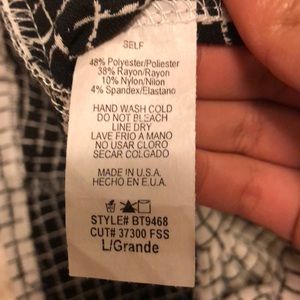 SELF
48% Polyester/Poliester
38% Rayon/Rayon
10% Nylon/Nilon
4% Spandex/Elastano
HAND WASH COLD
DO NOT BLEACH
LINE DRY
LAVE FRIO A MANO
NO USAR CLORO
SECAR COLGADO
MADE IN U.S.A.
HECHO EN E.U.A.
STYLE# BT9468
CUT# 37300 FSS
L/Grande